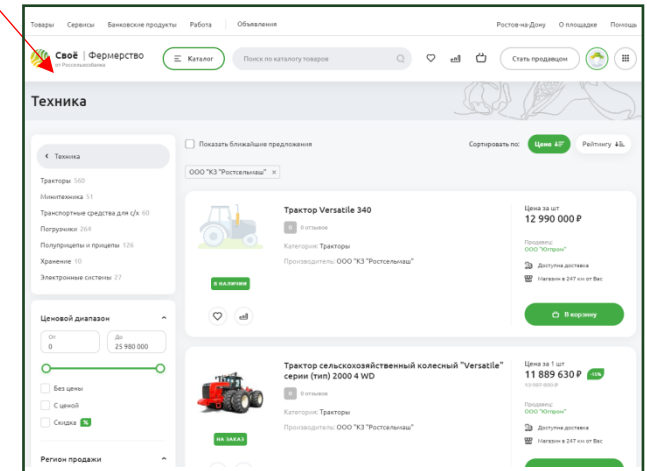 Товары Сервисы Банковские продукты Работа Объявления Ростов-на-Дону О площадке Помощь
Своё | Фермерство
от Россельхозбанка
Каталог
Поиск по каталогу товаров
Стать продавцом
Техника
Техника
Тракторы 560
Минитехника 51
Транспортные средства для с/х 60
Погрузчики 264
Полуприцепы и прицепы 126
Хранение 10
Электронные системы 27
Ценовой диапазон
От
0
До
25 980 000
Без цены
С ценой
Скидка %
Регион продажи
Показать ближайшие предложения
Сортировать по: Цене Рейтингу
ООО "КЗ "Ростсельмаш" ×
В НАЛИЧИИ
Трактор Versatile 340
0 0 отзывов
Категория: Тракторы
Производитель: ООО "КЗ "Ростсельмаш"
Цена за шт
12 990 000 ₽
Продавец:
ООО "Югпром"
Доступна доставка
Магазин в 247 км от Вас
В корзину
НА ЗАКАЗ
Трактор сельскохозяйственный колесный "Versatile"
серии (тип) 2000 4 WD
0 0 отзывов
Категория: Тракторы
Производитель: ООО "КЗ "Ростсельмаш"
Цена за 1 шт
11 889 630 ₽ -10%
Продавец:
ООО "Югпром"
Доступна доставка
Магазин в 247 км от Вас